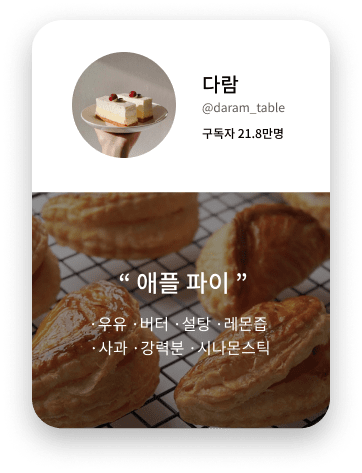 다람
@daram_table
구독자 21.8만명
“ 애플 파이 ”
·우유 ·버터 ·설탕 ·레몬즙
·사과 ·강력분 ·시나몬스틱